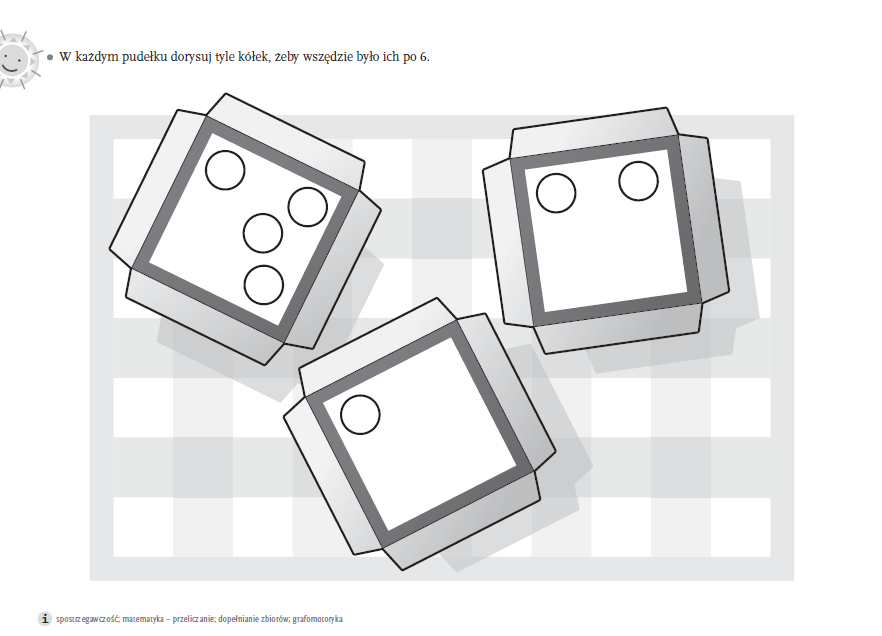 W każdym pudełku dorysuj tyle kółek, żeby wszędzie było ich po 6.
i spostrzegawczość; matematyka – przeliczanie; dopełnianie zbiorów; grafomotoryka